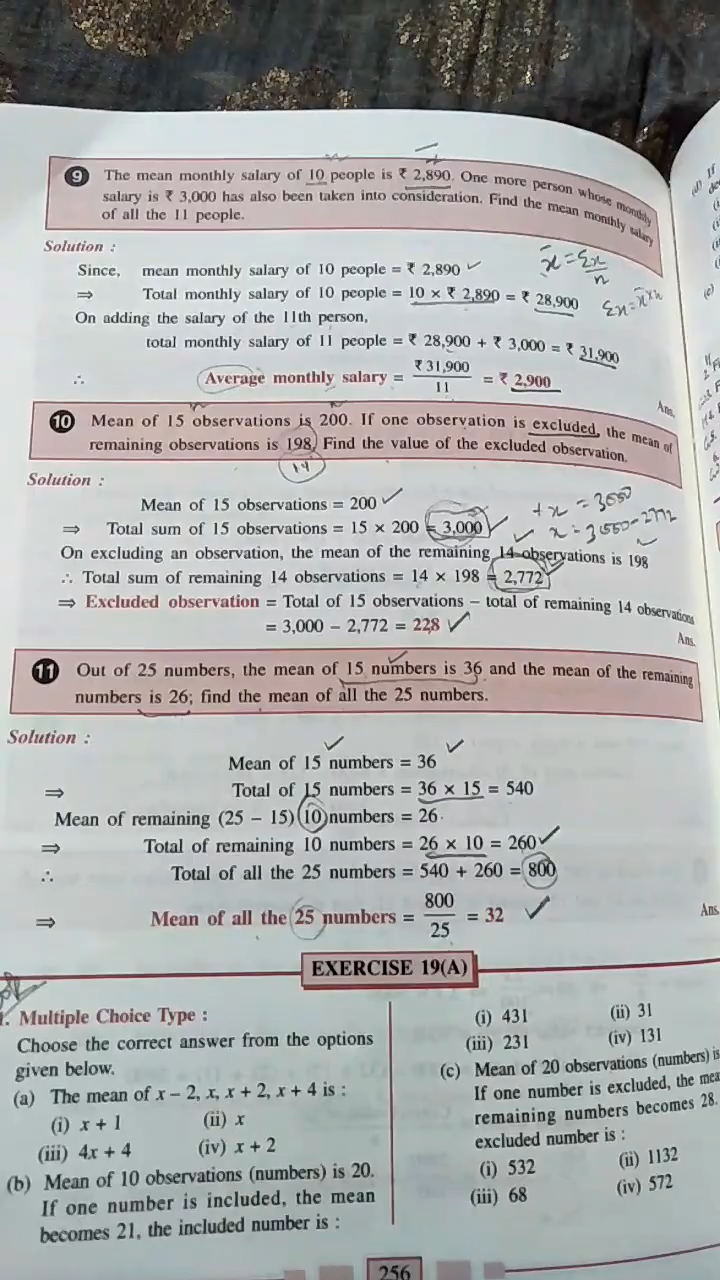 9 The mean monthly salary of 10 people is ₹ 2,890. One more person whose monthly
salary is ₹ 3,000 has also been taken into consideration. Find the mean monthly salary
of all the 11 people.
Solution :
Since, mean monthly salary of 10 people = ₹ 2,890
x̄ = Σx/n
⇒ Total monthly salary of 10 people = 10 × ₹ 2,890 = ₹ 28,900
Σx = x̄ × n
On adding the salary of the 11th person,
total monthly salary of 11 people = ₹ 28,900 + ₹ 3,000 = ₹ 31,900
∴ Average monthly salary = ₹ 31,900 / 11 = ₹ 2,900
Ans.
10 Mean of 15 observations is 200. If one observation is excluded, the mean of
remaining observations is 198. Find the value of the excluded observation.
14
Solution :
Mean of 15 observations = 200
⇒ Total sum of 15 observations = 15 × 200 = 3,000
On excluding an observation, the mean of the remaining 14 observations is 198
∴ Total sum of remaining 14 observations = 14 × 198 = 2,772
⇒ Excluded observation = Total of 15 observations − total of remaining 14 observations
= 3,000 − 2,772 = 228
Ans.
11 Out of 25 numbers, the mean of 15 numbers is 36 and the mean of the remaining
numbers is 26; find the mean of all the 25 numbers.
Solution :
Mean of 15 numbers = 36
⇒ Total of 15 numbers = 36 × 15 = 540
Mean of remaining (25 − 15) 10 numbers = 26
⇒ Total of remaining 10 numbers = 26 × 10 = 260
∴ Total of all the 25 numbers = 540 + 260 = 800
⇒ Mean of all the 25 numbers = 800 / 25 = 32
Ans.
EXERCISE 19(A)
1. Multiple Choice Type :
Choose the correct answer from the options
given below.
(a) The mean of x − 2, x, x + 2, x + 4 is :
(i) x + 1 (ii) x
(iii) 4x + 4 (iv) x + 2
(b) Mean of 10 observations (numbers) is 20.
If one number is included, the mean
becomes 21, the included number is :
(i) 431 (ii) 31
(iii) 231 (iv) 131
(c) Mean of 20 observations (numbers) is
If one number is excluded, the
remaining numbers becomes 28.
excluded number is :
(i) 532 (ii) 1132
(iii) 68 (iv) 572
256